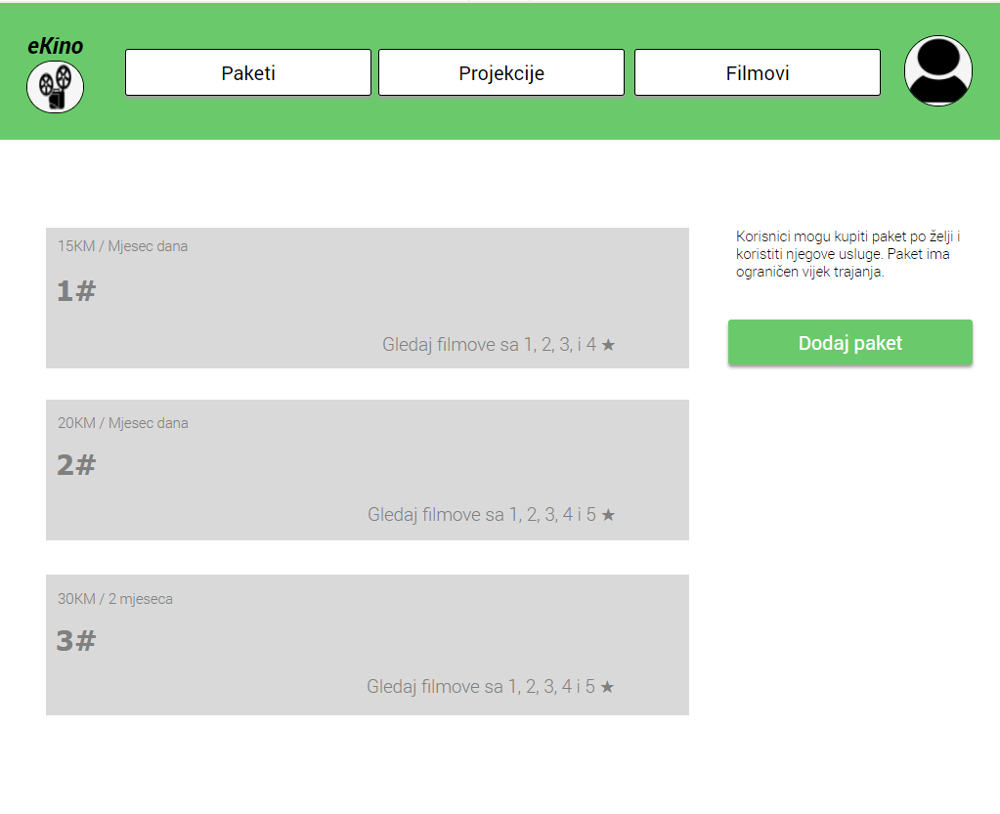 eKino
Paketi
Projekcije
Filmovi
15KM / Mjesec dana
1#
Gledaj filmove sa 1, 2, 3, i 4 ★
Korisnici mogu kupiti paket po želji i
koristiti njegove usluge. Paket ima
ograničen vijek trajanja.
Dodaj paket
20KM / Mjesec dana
2#
Gledaj filmove sa 1, 2, 3, 4 i 5 ★
30KM / 2 mjeseca
3#
Gledaj filmove sa 1, 2, 3, 4 i 5 ★